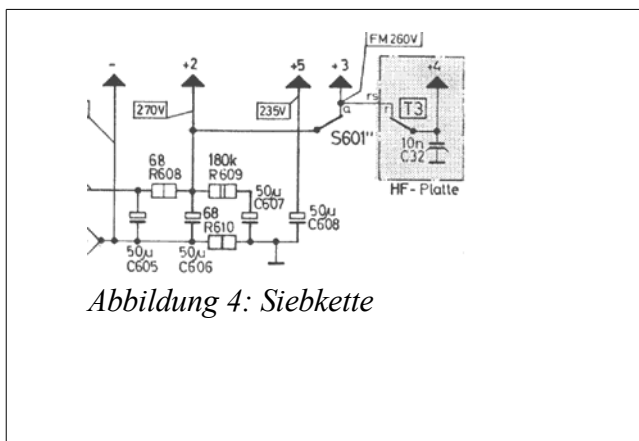 FM 260V
- +2 +5 +3 +4
270V 235V rs
a r T3
S601"
10n
C32
HF-Platte
68 180k
R608 R609
50µ
C607
68
R610
50µ
C608
50µ 50µ
C605 C606
Abbildung 4: Siebkette